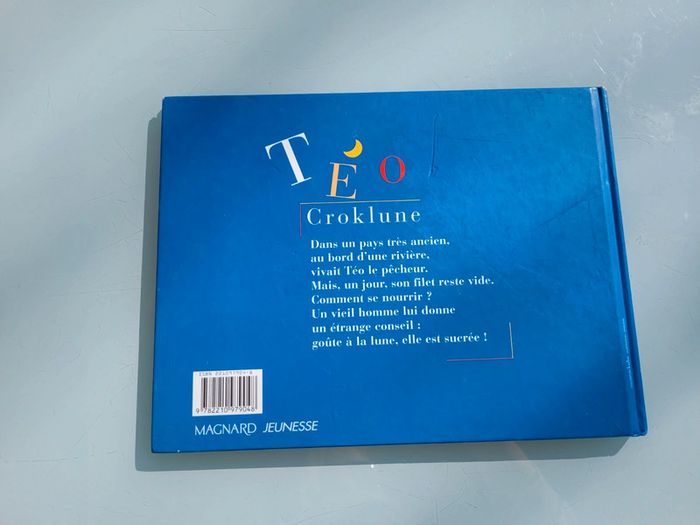 TÉO
Croklune
Dans un pays très ancien,
au bord d'une rivière,
vivait Téo le pêcheur.
Mais, un jour, son filet reste vide.
Comment se nourrir ?
Un vieil homme lui donne
un étrange conseil :
goûte à la lune, elle est sucrée !
9782210979048
MAGNARD JEUNESSE